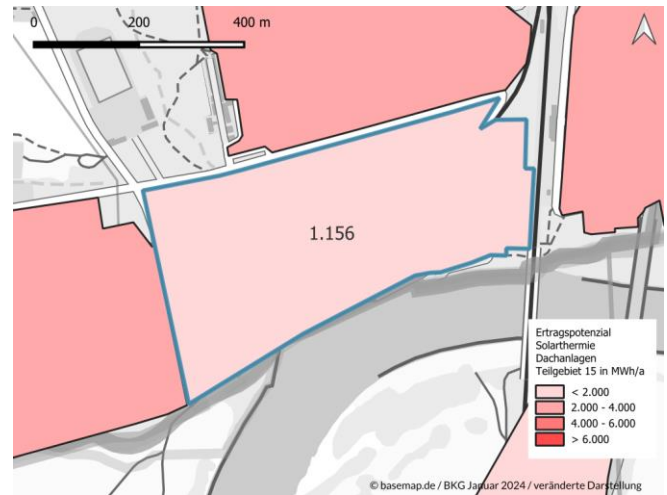 0 200 400 m
1.156
Ertragspotenzial
Solarthermie
Dachanlagen
Teilgebiet 15 in MWh/a
< 2.000
2.000 - 4.000
4.000 - 6.000
> 6.000
© basemap.de / BKG Januar 2024 / veränderte Darstellung